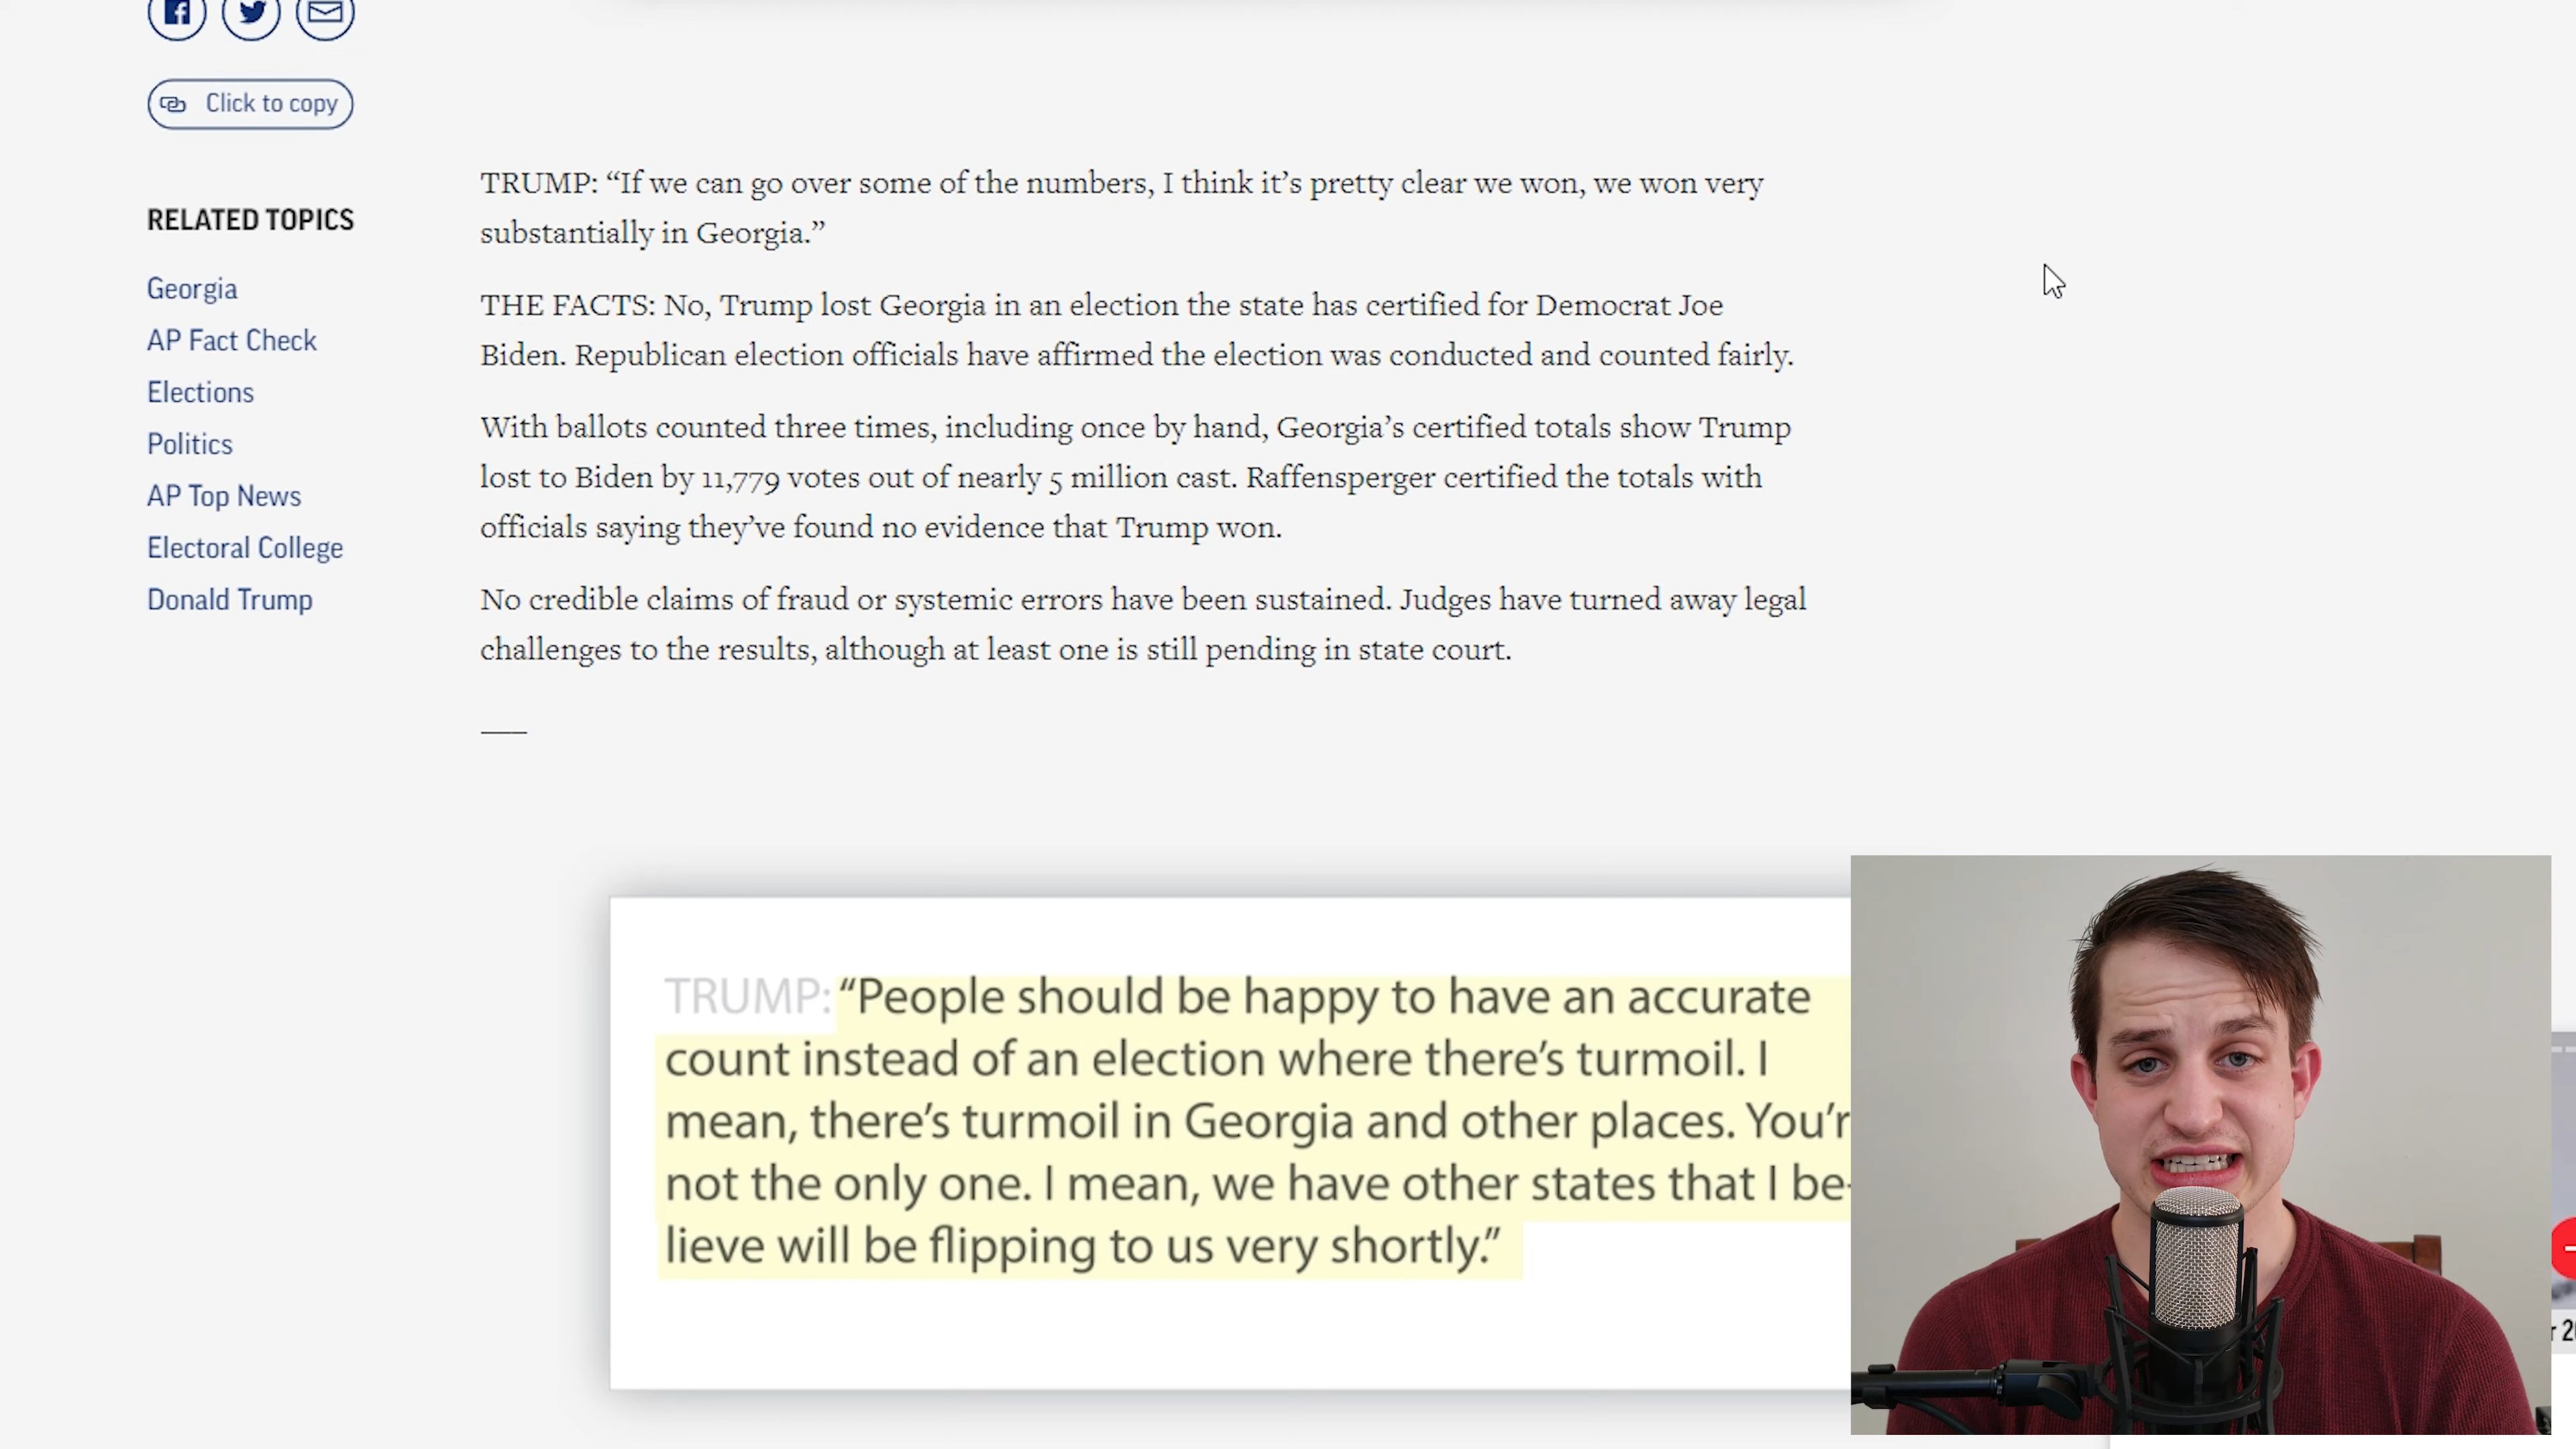 Click to copy
RELATED TOPICS
Georgia
AP Fact Check
Elections
Politics
AP Top News
Electoral College
Donald Trump
TRUMP: “If we can go over some of the numbers, I think it’s pretty clear we won, we won very
substantially in Georgia.”
THE FACTS: No, Trump lost Georgia in an election the state has certified for Democrat Joe
Biden. Republican election officials have affirmed the election was conducted and counted fairly.
With ballots counted three times, including once by hand, Georgia’s certified totals show Trump
lost to Biden by 11,779 votes out of nearly 5 million cast. Raffensperger certified the totals with
officials saying they’ve found no evidence that Trump won.
No credible claims of fraud or systemic errors have been sustained. Judges have turned away legal
challenges to the results, although at least one is still pending in state court.
TRUMP: “People should be happy to have an accurate
count instead of an election where there’s turmoil. I
mean, there’s turmoil in Georgia and other places. You’r
not the only one. I mean, we have other states that I be-
lieve will be flipping to us very shortly.”